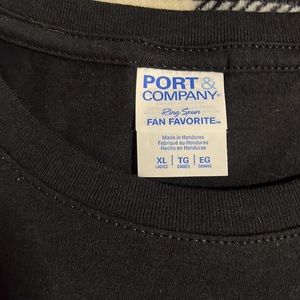 PORT &
COMPANY®
Ring Spun
FAN FAVORITE™
Made in Honduras
Fabriqué au Honduras
Hecho en Honduras
XL | TG | EG
LADIES DAMES DAMAS